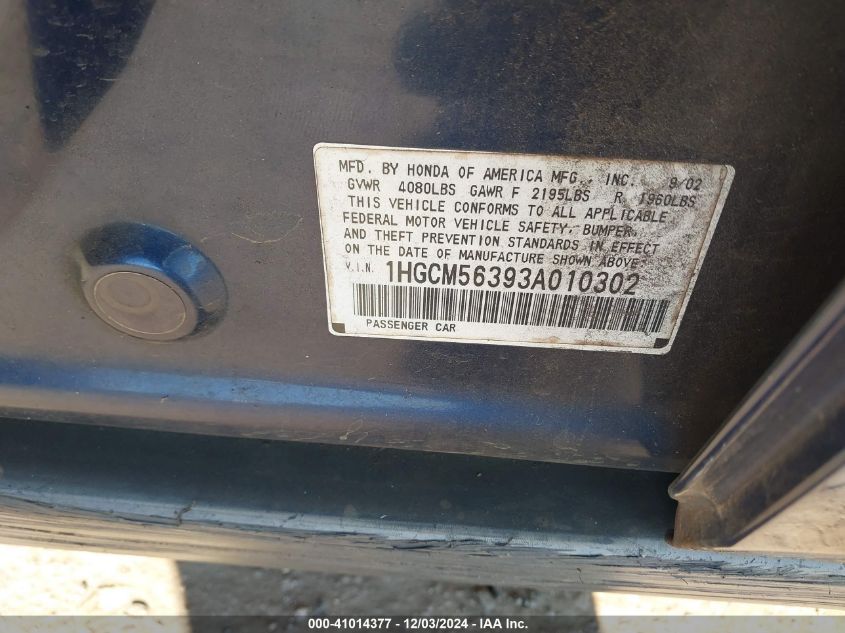 MFD. BY HONDA OF AMERICA MFG., INC. 9/02
GVWR 4080LBS GAWR F 2195LBS R 1960LBS
THIS VEHICLE CONFORMS TO ALL APPLICABLE
FEDERAL MOTOR VEHICLE SAFETY, BUMPER,
AND THEFT PREVENTION STANDARDS IN EFFECT
ON THE DATE OF MANUFACTURE SHOWN ABOVE.
V.I.N. 1HGCM56393A010302
PASSENGER CAR
000-41014377 - 12/03/2024 - IAA Inc.